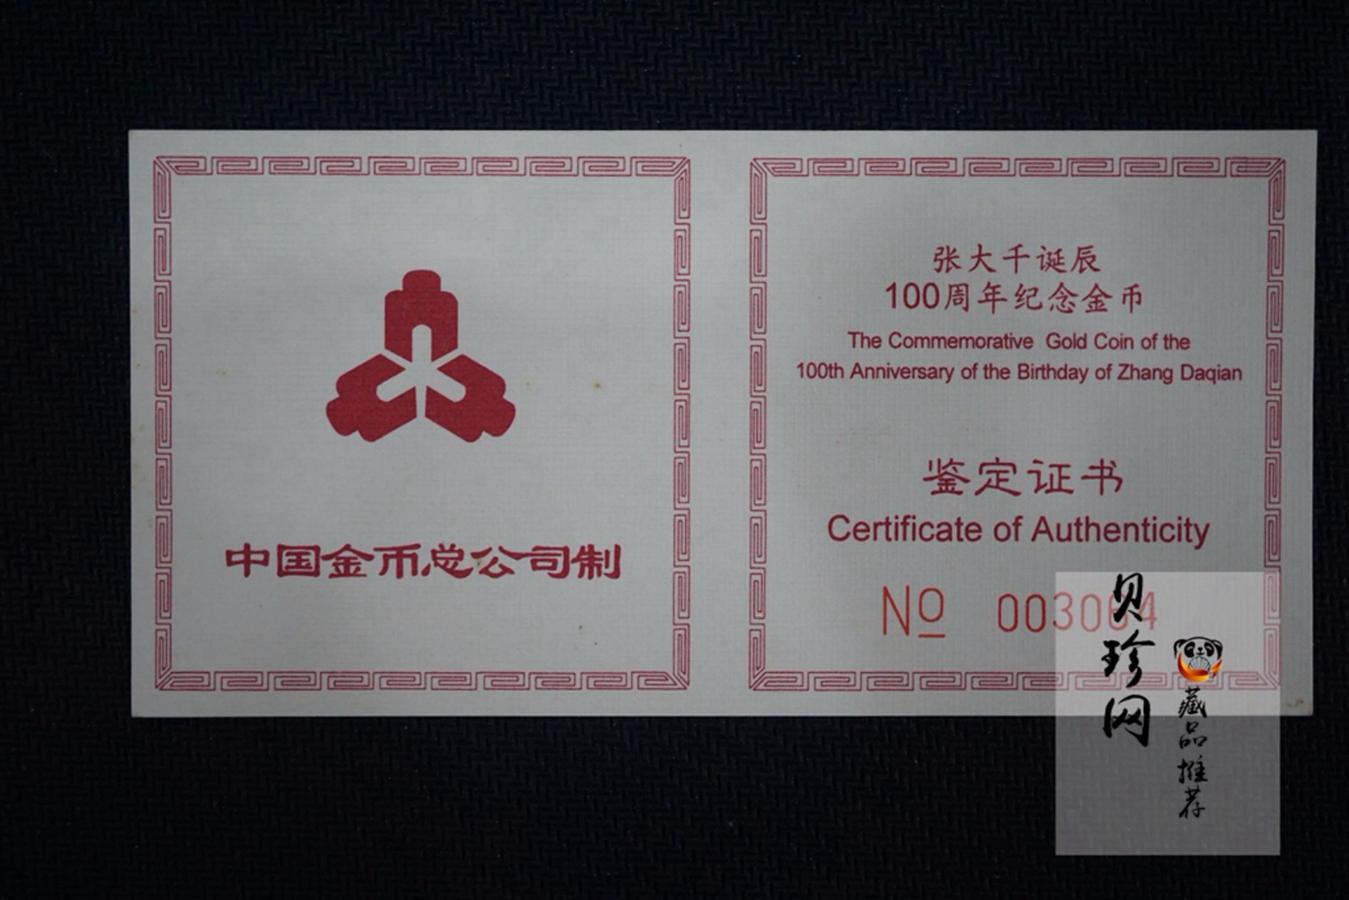 中国金币总公司制
张大千诞辰
100周年纪念金币
The Commemorative Gold Coin of the
100th Anniversary of the Birthday of Zhang Daqian
鉴定证书
Certificate of Authenticity
No 003064
贝珍网
藏品推荐